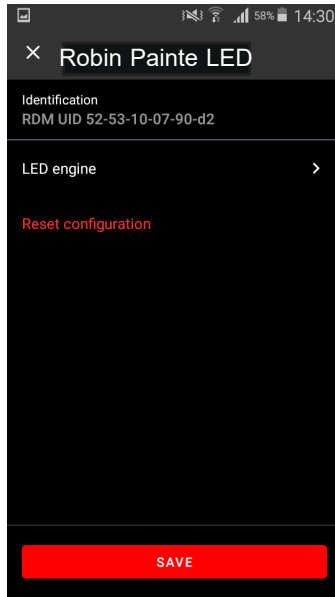 58% 14:30
Robin Painte LED
Identification
RDM UID 52-53-10-07-90-d2
LED engine
Reset configuration
SAVE